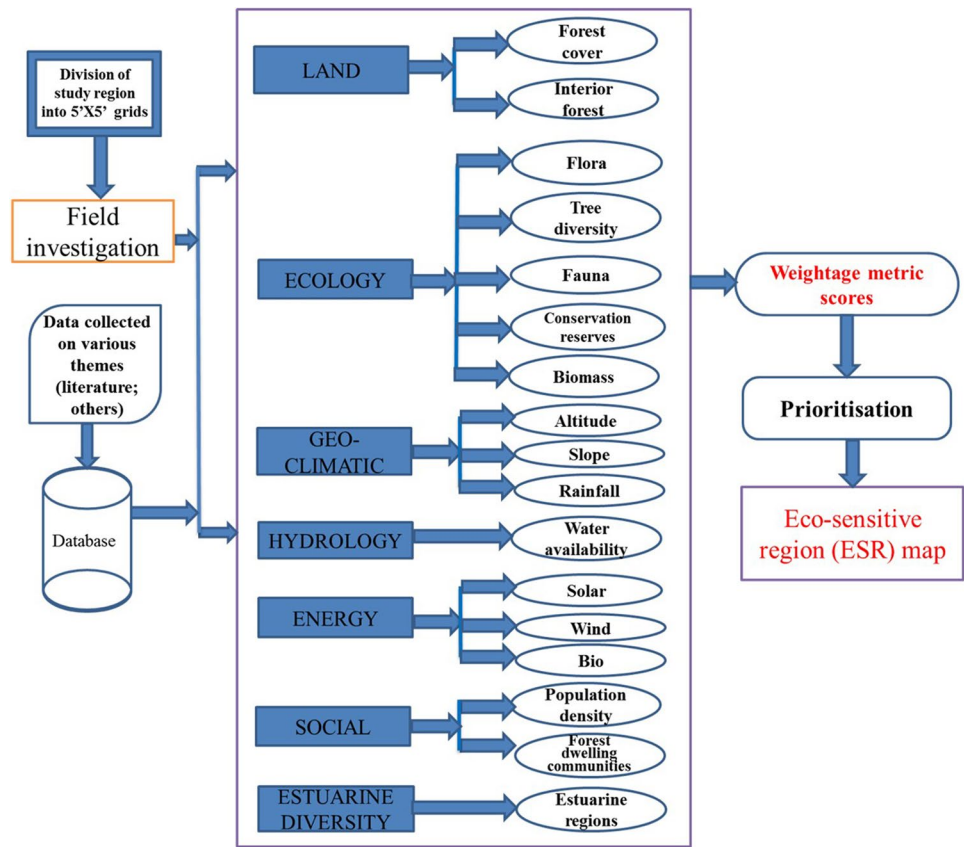 Division of
study region
into 5'X5' grids
Field
investigation
Data collected
on various
themes
(literature;
others)
Database
LAND
Forest
cover
Interior
forest
ECOLOGY
Flora
Tree
diversity
Fauna
Conservation
reserves
Biomass
GEO-
CLIMATIC
Altitude
Slope
Rainfall
HYDROLOGY
Water
availability
ENERGY
Solar
Wind
Bio
SOCIAL
Population
density
Forest
dwelling
communities
ESTUARINE
DIVERSITY
Estuarine
regions
Weightage metric
scores
Prioritisation
Eco-sensitive
region (ESR) map